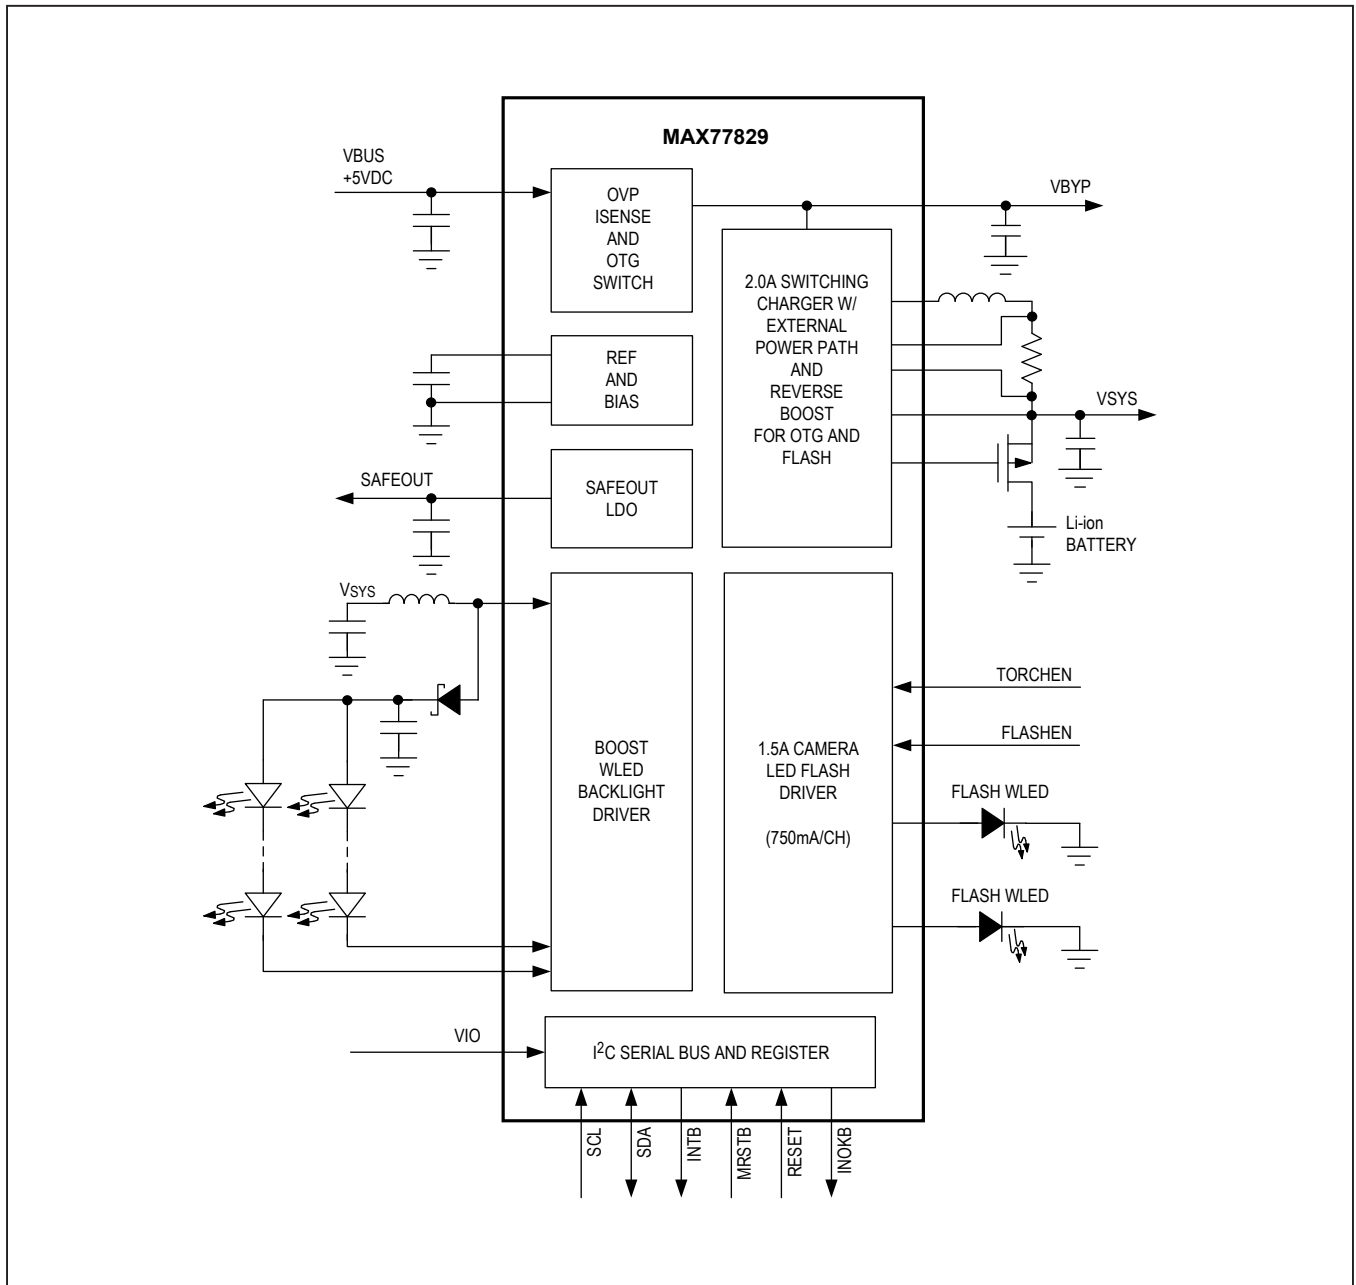 MAX77829
VBUS
+5VDC
OVP
ISENSE
AND
OTG
SWITCH
VBYP
2.0A SWITCHING
CHARGER W/
EXTERNAL
POWER PATH
AND
REVERSE
BOOST
FOR OTG AND
FLASH
REF
AND
BIAS
VSYS
SAFEOUT
SAFEOUT
LDO
Li-ion
BATTERY
VSYS
BOOST
WLED
BACKLIGHT
DRIVER
1.5A CAMERA
LED FLASH
DRIVER
(750mA/CH)
TORCHEN
FLASHEN
FLASH WLED
FLASH WLED
VIO
I2C SERIAL BUS AND REGISTER
SCL
SDA
INTB
MRSTB
RESET
INOKB